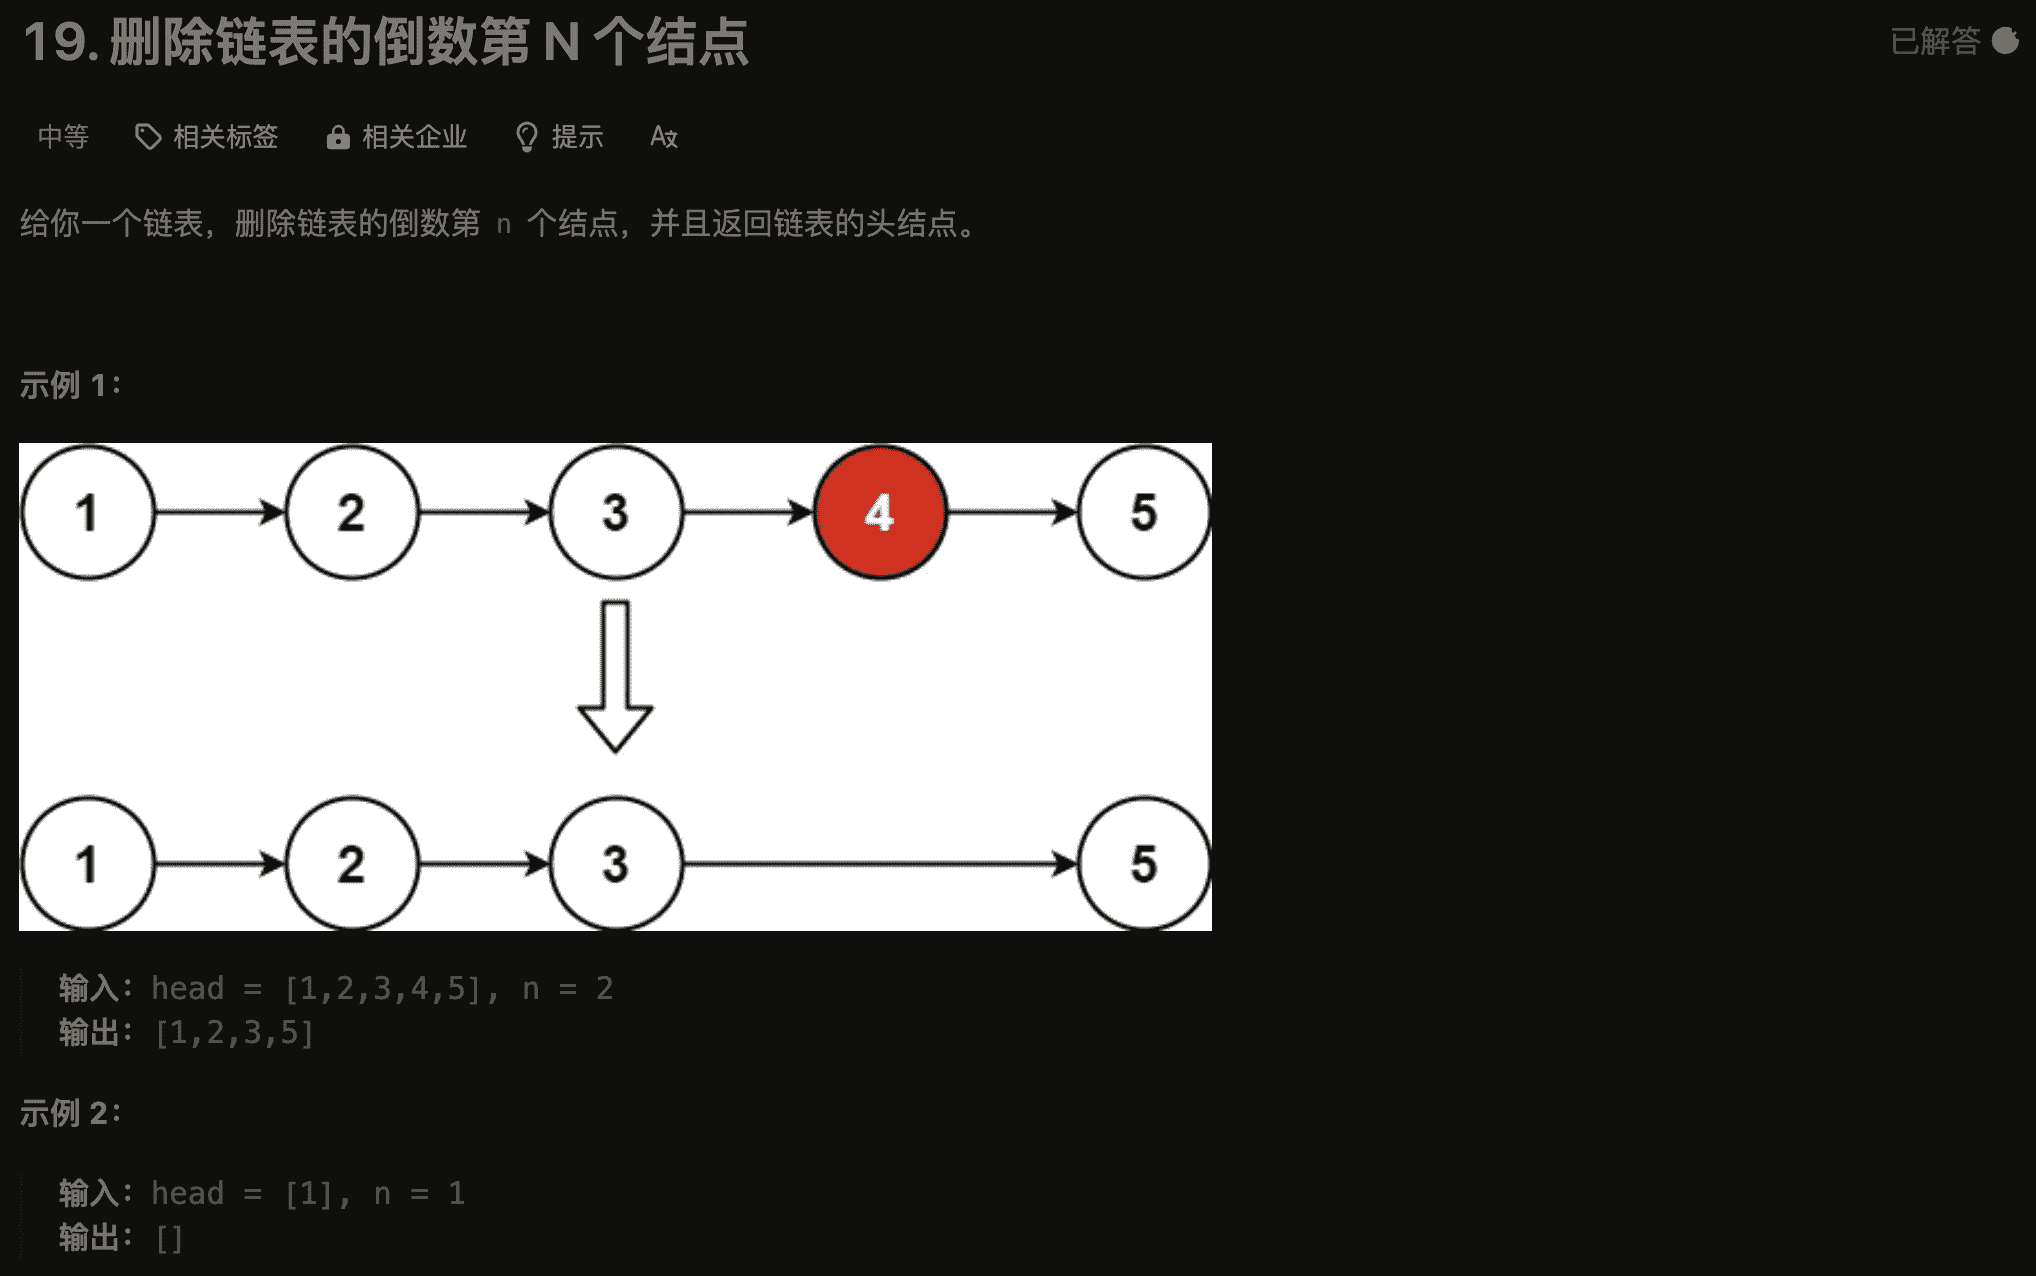 19. 删除链表的倒数第 N 个结点
已解答
中等 相关标签 相关企业 提示
给你一个链表，删除链表的倒数第 n 个结点，并且返回链表的头结点。
示例 1：
1 2 3 4 5
1 2 3 5
输入：head = [1,2,3,4,5], n = 2
输出：[1,2,3,5]
示例 2：
输入：head = [1], n = 1
输出：[]